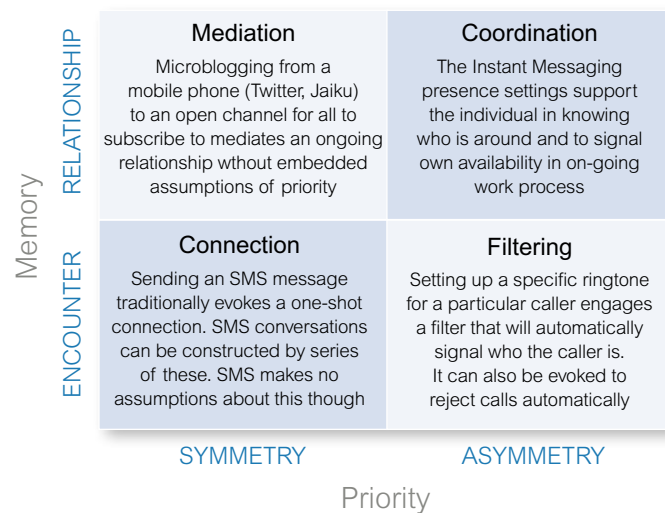 Mediation
Microblogging from a
mobile phone (Twitter, Jaiku)
to an open channel for all to
subscribe to mediates an ongoing
relationship wthout embedded
assumptions of priority
Coordination
The Instant Messaging
presence settings support
the individual in knowing
who is around and to signal
own availability in on-going
work process
Connection
Sending an SMS message
traditionally evokes a one-shot
connection. SMS conversations
can be constructed by series
of these. SMS makes no
assumptions about this though
Filtering
Setting up a specific ringtone
for a particular caller engages
a filter that will automatically
signal who the caller is.
It can also be evoked to
reject calls automatically
Memory
RELATIONSHIP
ENCOUNTER
SYMMETRY
ASYMMETRY
Priority